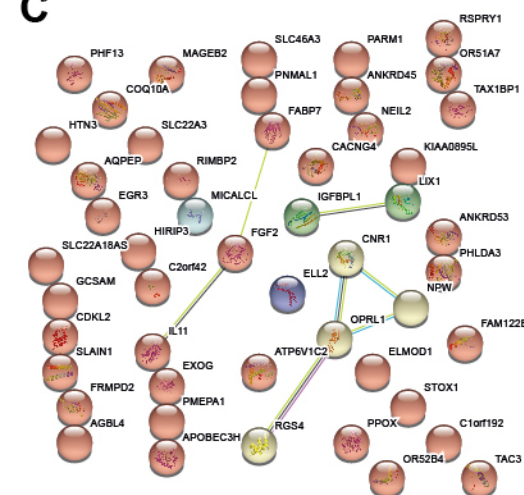 C
RSPRY1
PHF13
MAGEB2
SLC46A3
PARM1
OR51A7
COQ10A
PNMAL1
ANKRD45
TAX1BP1
HTN3
SLC22A3
FABP7
NEIL2
CACNG4
KIAA0895L
AQPEP
RIMBP2
LIX1
EGR3
MICALCL
IGFBPL1
ANKRD53
SLC22A18AS
HIRIP3
FGF2
CNR1
PHLDA3
GCSAM
C2orf42
ELL2
NPW
CDKL2
OPRL1
FAM122B
SLAIN1
IL11
EXOG
ATP6V1C2
ELMOD1
FRMPD2
PMEPA1
STOX1
AGBL4
APOBEC3H
RGS4
PPOX
C1orf192
OR52B4
TAC3